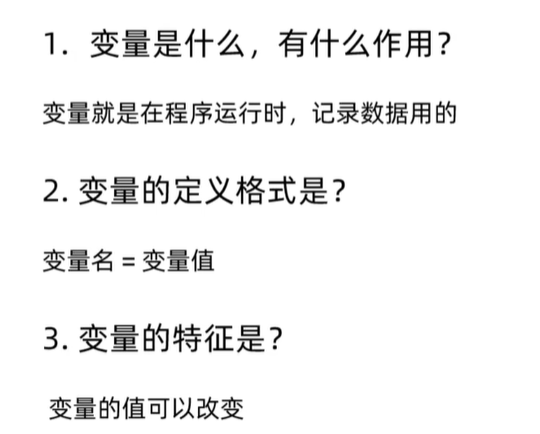 1. 变量是什么，有什么作用？
变量就是在程序运行时，记录数据用的
2. 变量的定义格式是？
变量名 = 变量值
3. 变量的特征是？
变量的值可以改变